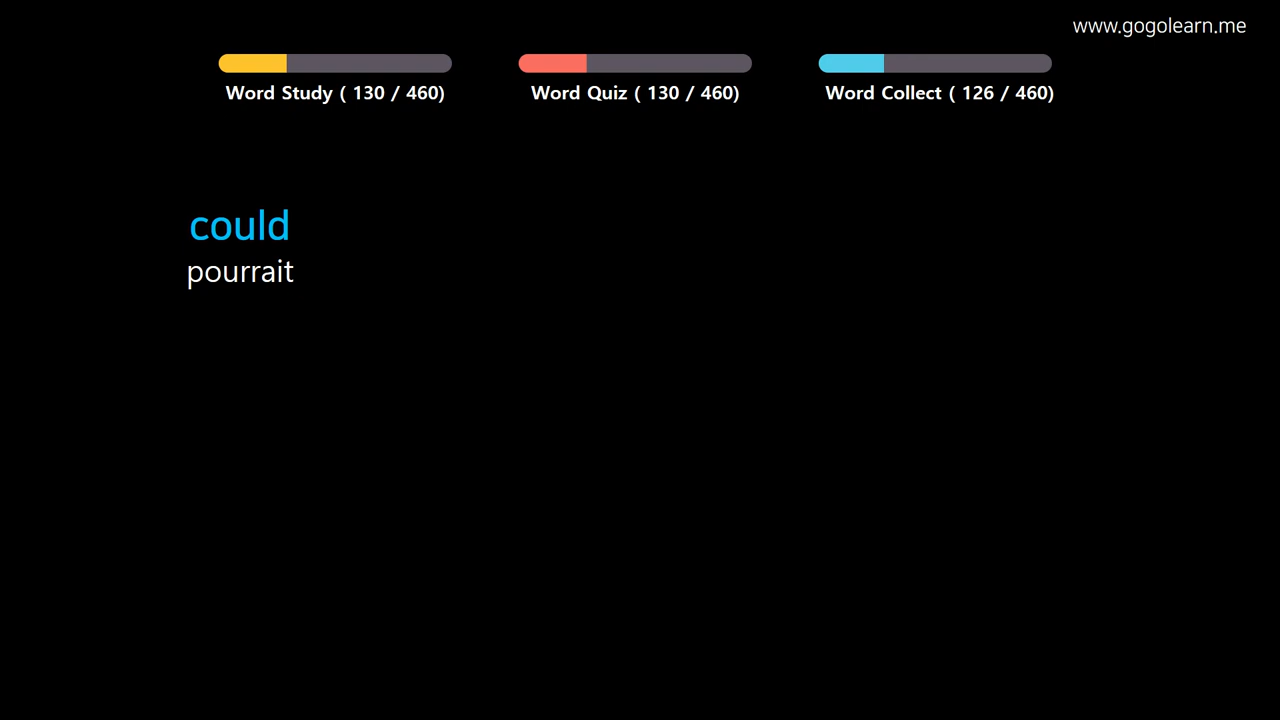 www.gogolearn.me
Word Study ( 130 / 460)
Word Quiz ( 130 / 460)
Word Collect ( 126 / 460)
could
pourrait